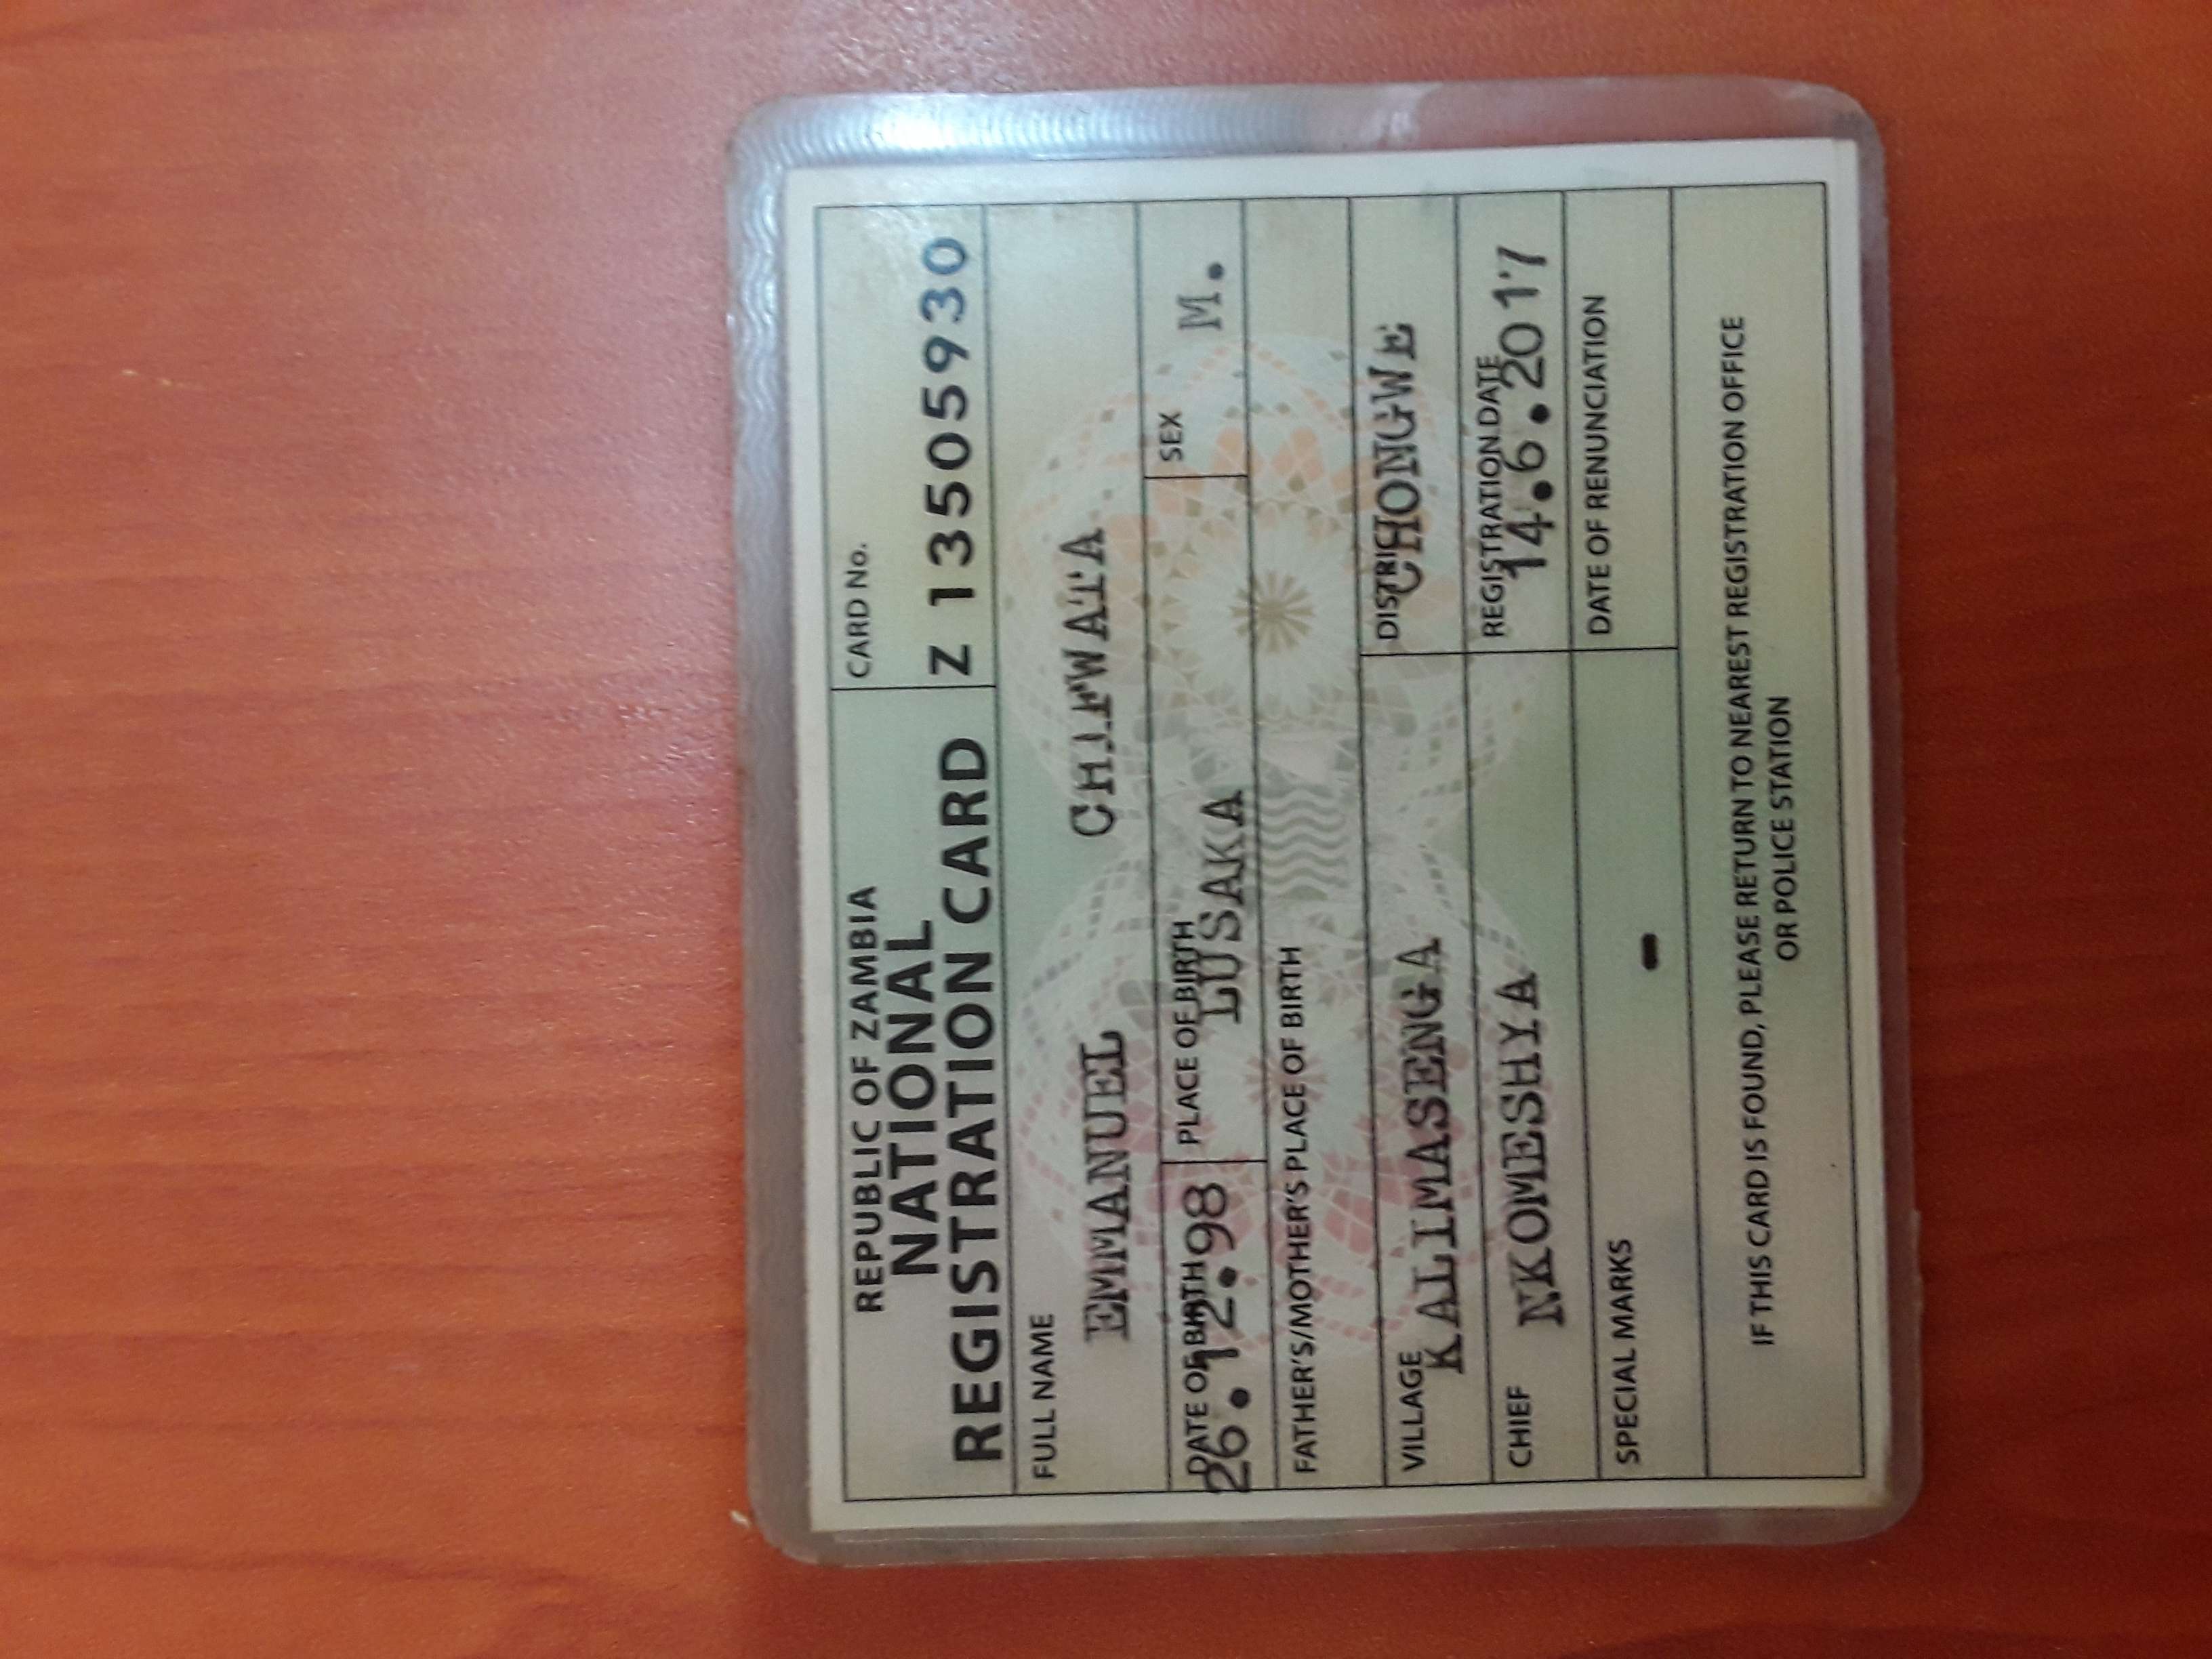 REPUBLIC OF ZAMBIA
NATIONAL
REGISTRATION CARD
CARD No.
Z 13505930
FULL NAME
EMMANUEL CHIFWATA
DATE OF BIRTH
26.12.98
PLACE OF BIRTH
LUSAKA
SEX
M.
FATHER'S/MOTHER'S PLACE OF BIRTH
VILLAGE
KALIMASENGA
DISTRICT
CHONGWE
CHIEF
NKOMESHYA
REGISTRATION DATE
14.6.2017
SPECIAL MARKS
-
DATE OF RENUNCIATION
IF THIS CARD IS FOUND, PLEASE RETURN TO NEAREST REGISTRATION OFFICE
OR POLICE STATION